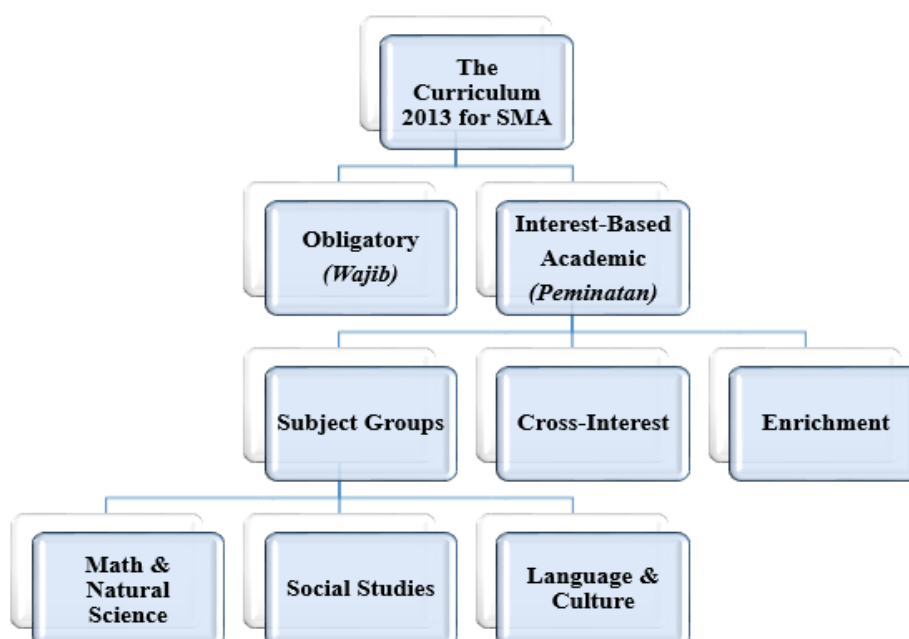 The
Curriculum
2013 for SMA
Obligatory
(Wajib)
Interest-Based
Academic
(Peminatan)
Subject Groups
Cross-Interest
Enrichment
Math &
Natural
Science
Social Studies
Language &
Culture